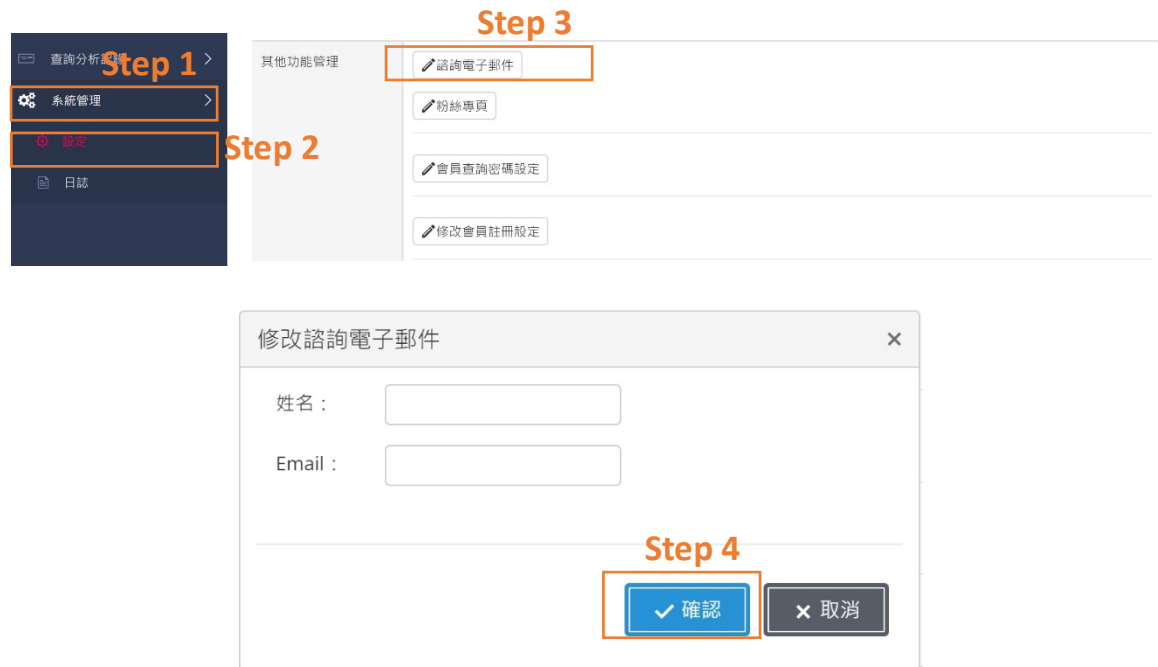 Step 3
查詢分析記錄
Step 1
系統管理
設定
Step 2
日誌
其他功能管理
諮詢電子郵件
粉絲專頁
會員查詢密碼設定
修改會員註冊設定
修改諮詢電子郵件
姓名：
Email：
Step 4
確認
取消